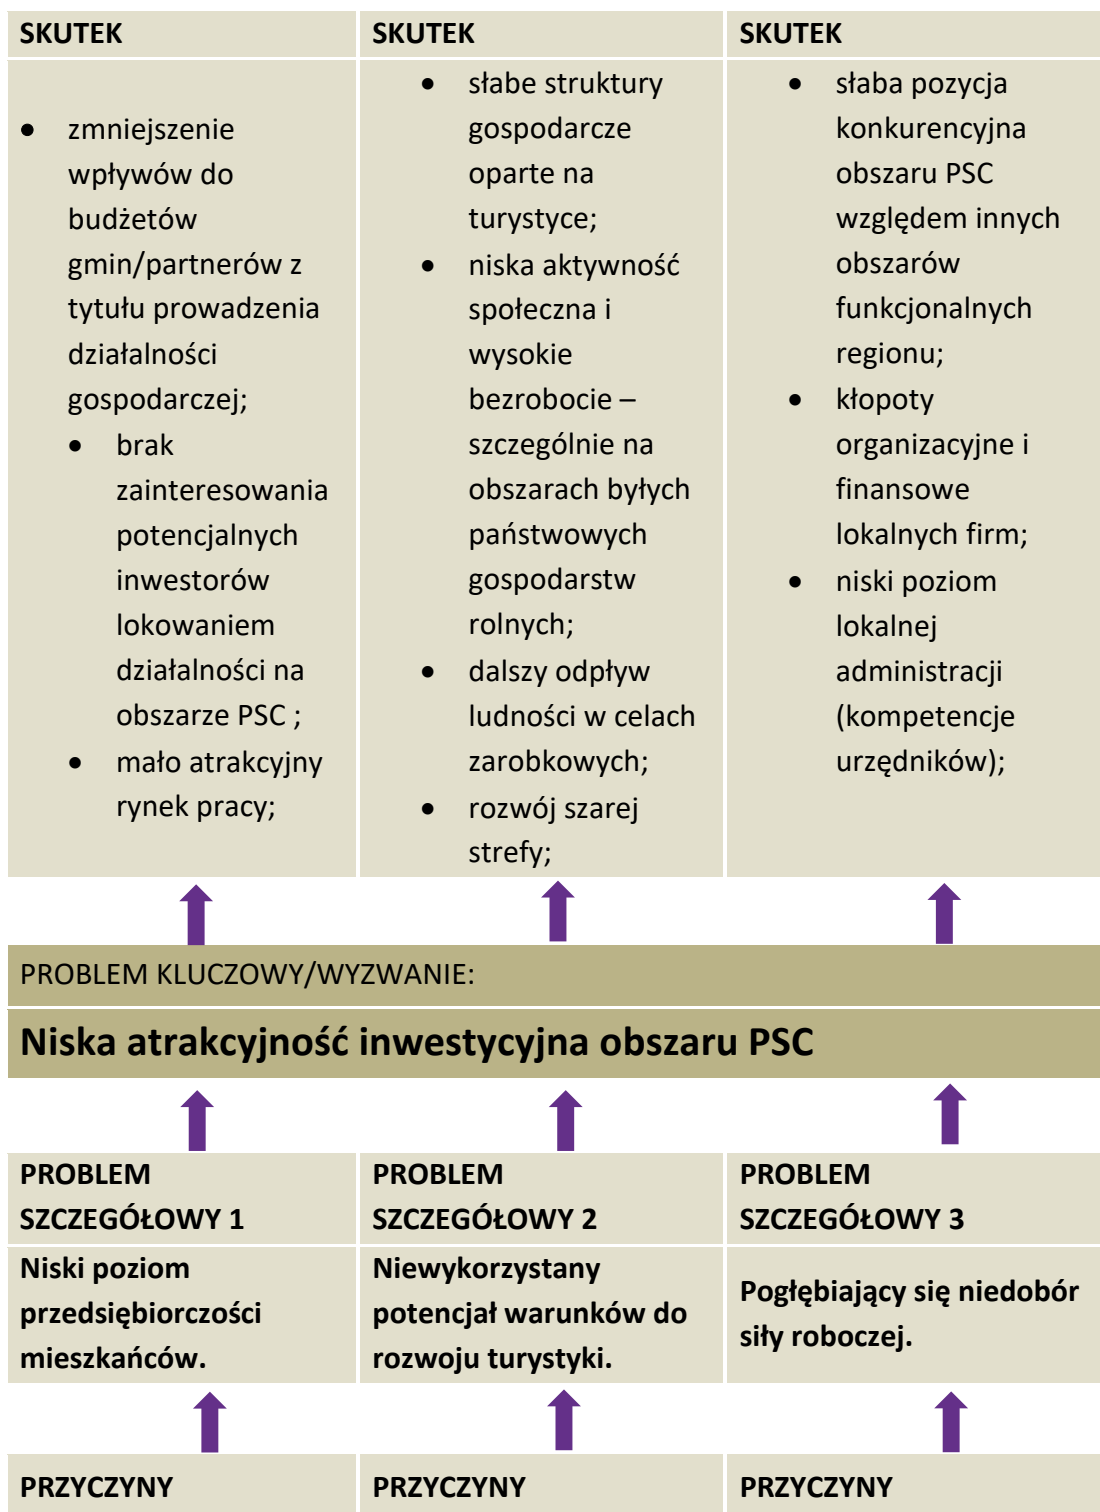 SKUTEK
zmniejszenie
wpływów do
budżetów
gmin/partnerów z
tytułu prowadzenia
działalności
gospodarczej;
brak
zainteresowania
potencjalnych
inwestorów
lokowaniem
działalności na
obszarze PSC ;
mało atrakcyjny
rynek pracy;
SKUTEK
słabe struktury
gospodarcze
oparte na
turystyce;
niska aktywność
społeczna i
wysokie
bezrobocie –
szczególnie na
obszarach byłych
państwowych
gospodarstw
rolnych;
dalszy odpływ
ludności w celach
zarobkowych;
rozwój szarej
strefy;
SKUTEK
słaba pozycja
konkurencyjna
obszaru PSC
względem innych
obszarów
funkcjonalnych
regionu;
kłopoty
organizacyjne i
finansowe
lokalnych firm;
niski poziom
lokalnej
administracji
(kompetencje
urzędników);
PROBLEM KLUCZOWY/WYZWANIE:
Niska atrakcyjność inwestycyjna obszaru PSC
PROBLEM
SZCZEGÓŁOWY 1
Niski poziom
przedsiębiorczości
mieszkańców.
PROBLEM
SZCZEGÓŁOWY 2
Niewykorzystany
potencjał warunków do
rozwoju turystyki.
PROBLEM
SZCZEGÓŁOWY 3
Pogłębiający się niedobór
siły roboczej.
PRZYCZYNY
PRZYCZYNY
PRZYCZYNY